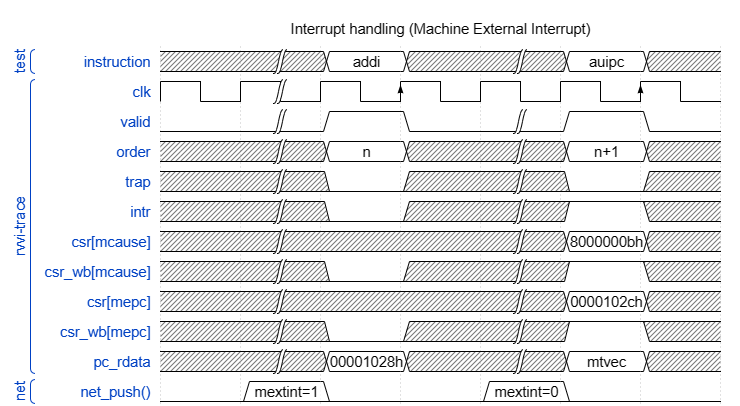 Interrupt handling (Machine External Interrupt)
test
instruction addi auipc
rvvi-trace
clk
valid
order n n+1
trap
intr
csr[mcause] 8000000bh
csr_wb[mcause]
csr[mepc] 0000102ch
csr_wb[mepc]
pc_rdata 00001028h mtvec
net
net_push() mextint=1 mextint=0